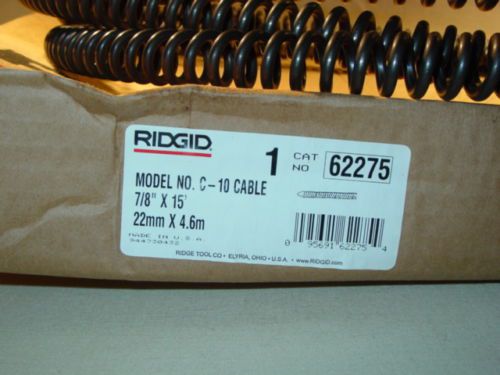 RIDGID
1 CAT NO 62275
MODEL NO. C-10 CABLE
7/8" X 15'
22mm X 4.6m
MADE IN U.S.A.
0 95691 62275 4
RIDGE TOOL CO • ELYRIA, OHIO • U.S.A. • www.RIDGID.com